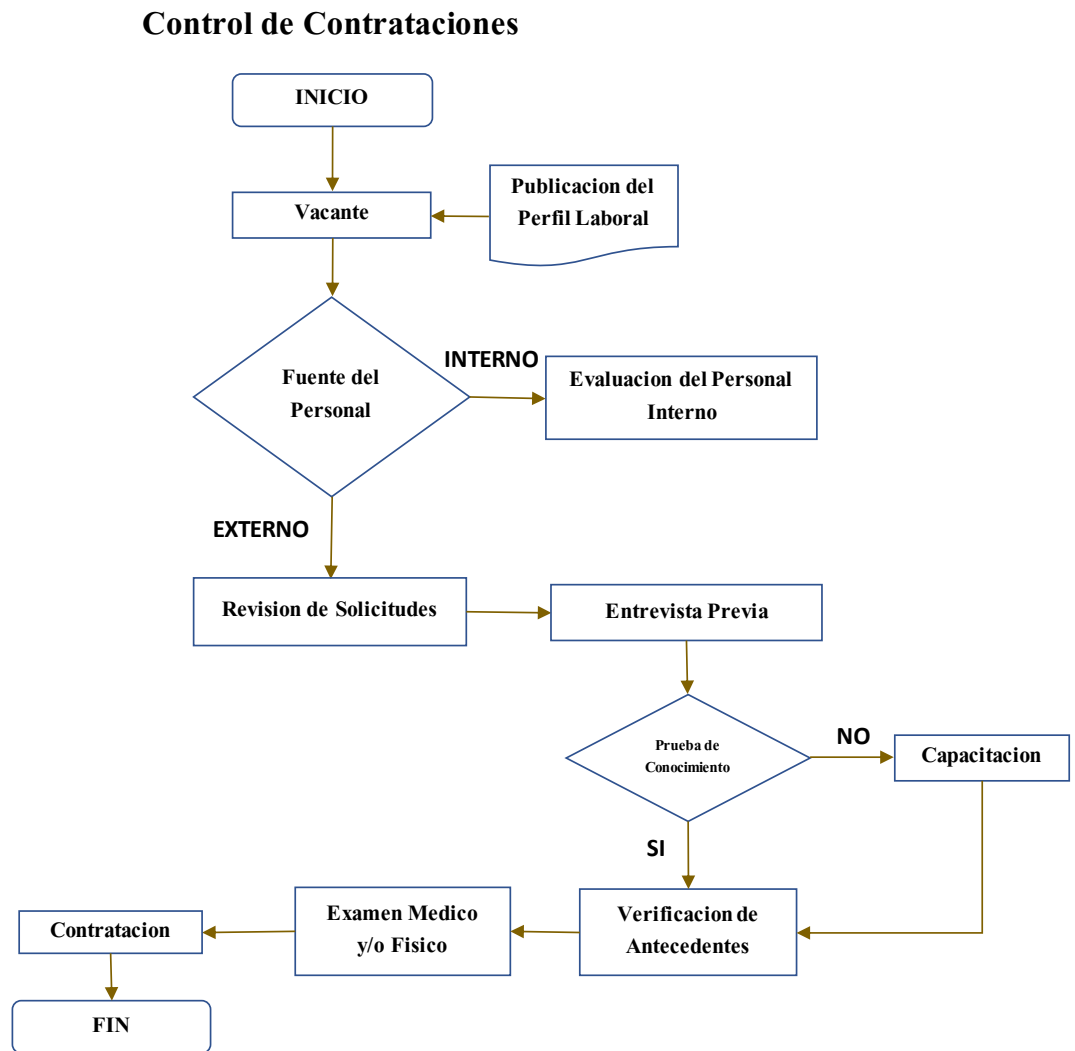 Control de Contrataciones
INICIO
Publicacion del
Perfil Laboral
Vacante
INTERNO
Fuente del
Personal
Evaluacion del Personal
Interno
EXTERNO
Revision de Solicitudes
Entrevista Previa
Prueba de
Conocimiento
NO
Capacitacion
SI
Verificacion de
Antecedentes
Examen Medico
y/o Fisico
Contratacion
FIN